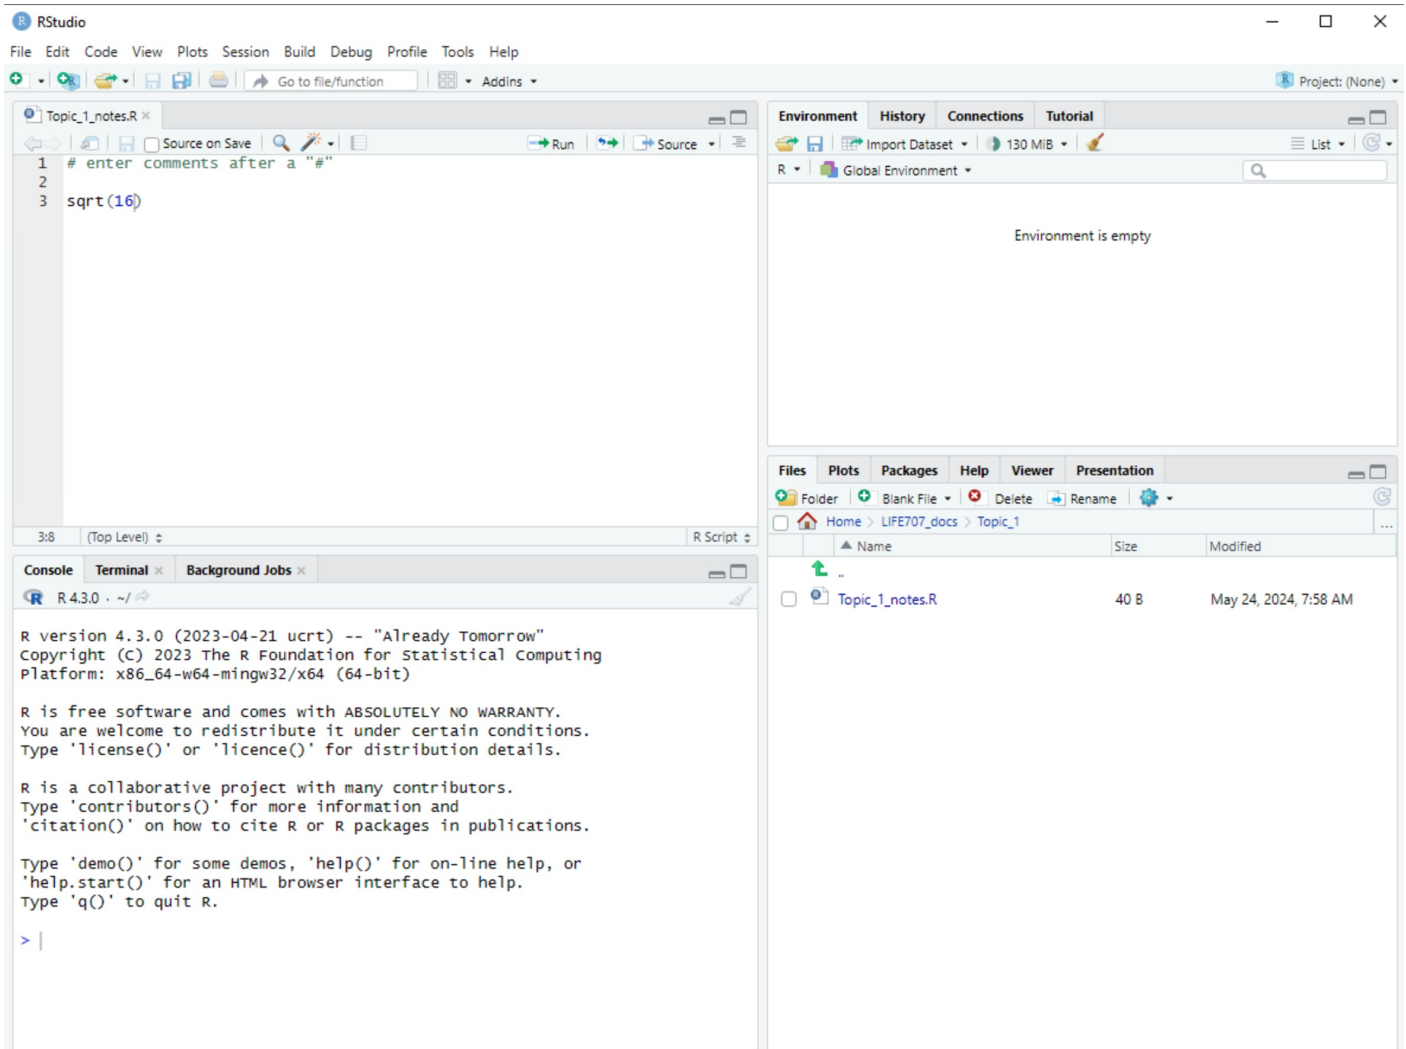 RStudio
File Edit Code View Plots Session Build Debug Profile Tools Help
Go to file/function Addins Project: (None)
Topic_1_notes.R
Source on Save Run Source
1 # enter comments after a "#"
2
3 sqrt(16)
3:8 (Top Level) R Script
Console Terminal Background Jobs
R 4.3.0 · ~/
R version 4.3.0 (2023-04-21 ucrt) -- "Already Tomorrow"
Copyright (C) 2023 The R Foundation for Statistical Computing
Platform: x86_64-w64-mingw32/x64 (64-bit)
R is free software and comes with ABSOLUTELY NO WARRANTY.
You are welcome to redistribute it under certain conditions.
Type 'license()' or 'licence()' for distribution details.
R is a collaborative project with many contributors.
Type 'contributors()' for more information and
'citation()' on how to cite R or R packages in publications.
Type 'demo()' for some demos, 'help()' for on-line help, or
'help.start()' for an HTML browser interface to help.
Type 'q()' to quit R.
>
Environment History Connections Tutorial
Import Dataset 130 MiB List
R Global Environment
Environment is empty
Files Plots Packages Help Viewer Presentation
Folder Blank File Delete Rename
Home > LIFE707_docs > Topic_1 ...
Name Size Modified
..
Topic_1_notes.R 40 B May 24, 2024, 7:58 AM